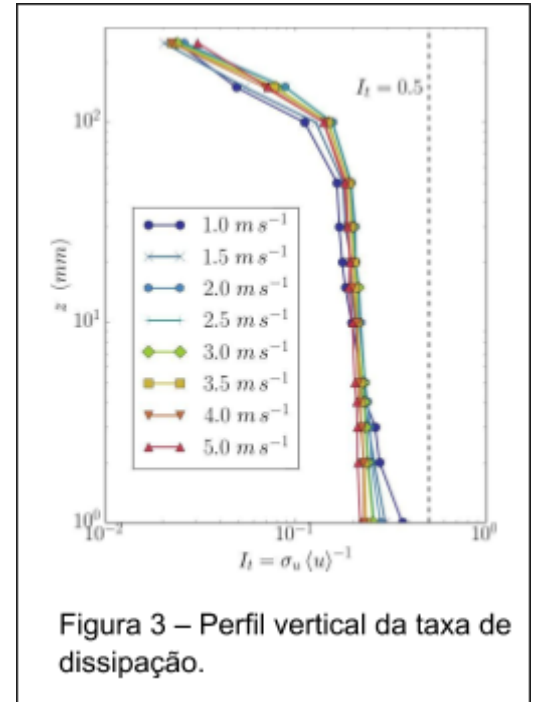 I_t = 0.5
10^2
z (mm)
1.0 m s^{-1}
1.5 m s^{-1}
2.0 m s^{-1}
2.5 m s^{-1}
3.0 m s^{-1}
3.5 m s^{-1}
4.0 m s^{-1}
5.0 m s^{-1}
10^1
10^0
10^{-2} 10^{-1} 10^0
I_t = σ_u ⟨u⟩^{-1}
Figura 3 – Perfil vertical da taxa de
dissipação.